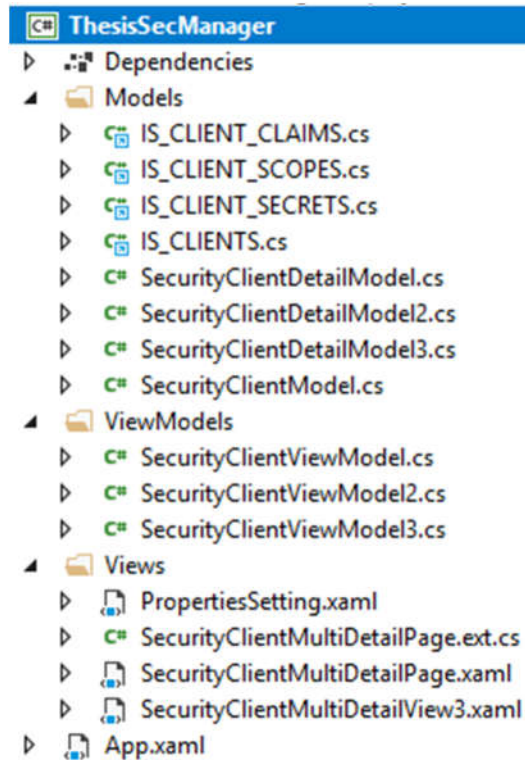 C# ThesisSecManager
Dependencies
Models
IS_CLIENT_CLAIMS.cs
IS_CLIENT_SCOPES.cs
IS_CLIENT_SECRETS.cs
IS_CLIENTS.cs
C# SecurityClientDetailModel.cs
C# SecurityClientDetailModel2.cs
C# SecurityClientDetailModel3.cs
C# SecurityClientModel.cs
ViewModels
C# SecurityClientViewModel.cs
C# SecurityClientViewModel2.cs
C# SecurityClientViewModel3.cs
Views
PropertiesSetting.xaml
C# SecurityClientMultiDetailPage.ext.cs
SecurityClientMultiDetailPage.xaml
SecurityClientMultiDetailView3.xaml
App.xaml